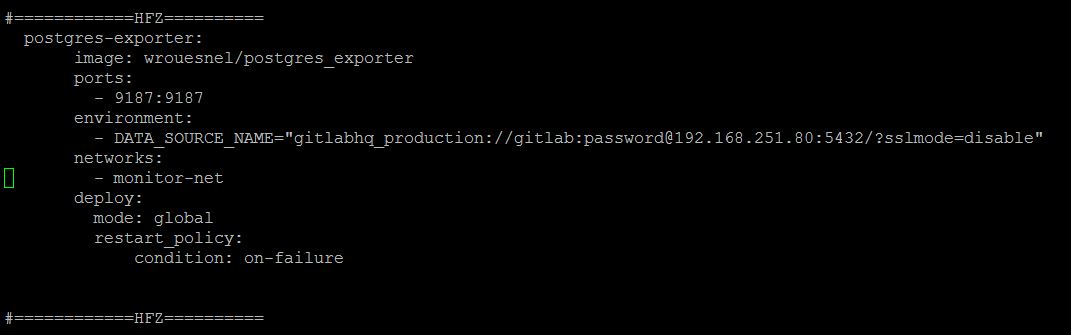 #============HFZ==========
  postgres-exporter:
       image: wrouesnel/postgres_exporter
       ports:
         - 9187:9187
       environment:
         - DATA_SOURCE_NAME="gitlabhq_production://gitlab:password@192.168.251.80:5432/?sslmode=disable"
       networks:
         - monitor-net
       deploy:
         mode: global
         restart_policy:
             condition: on-failure
#============HFZ==========